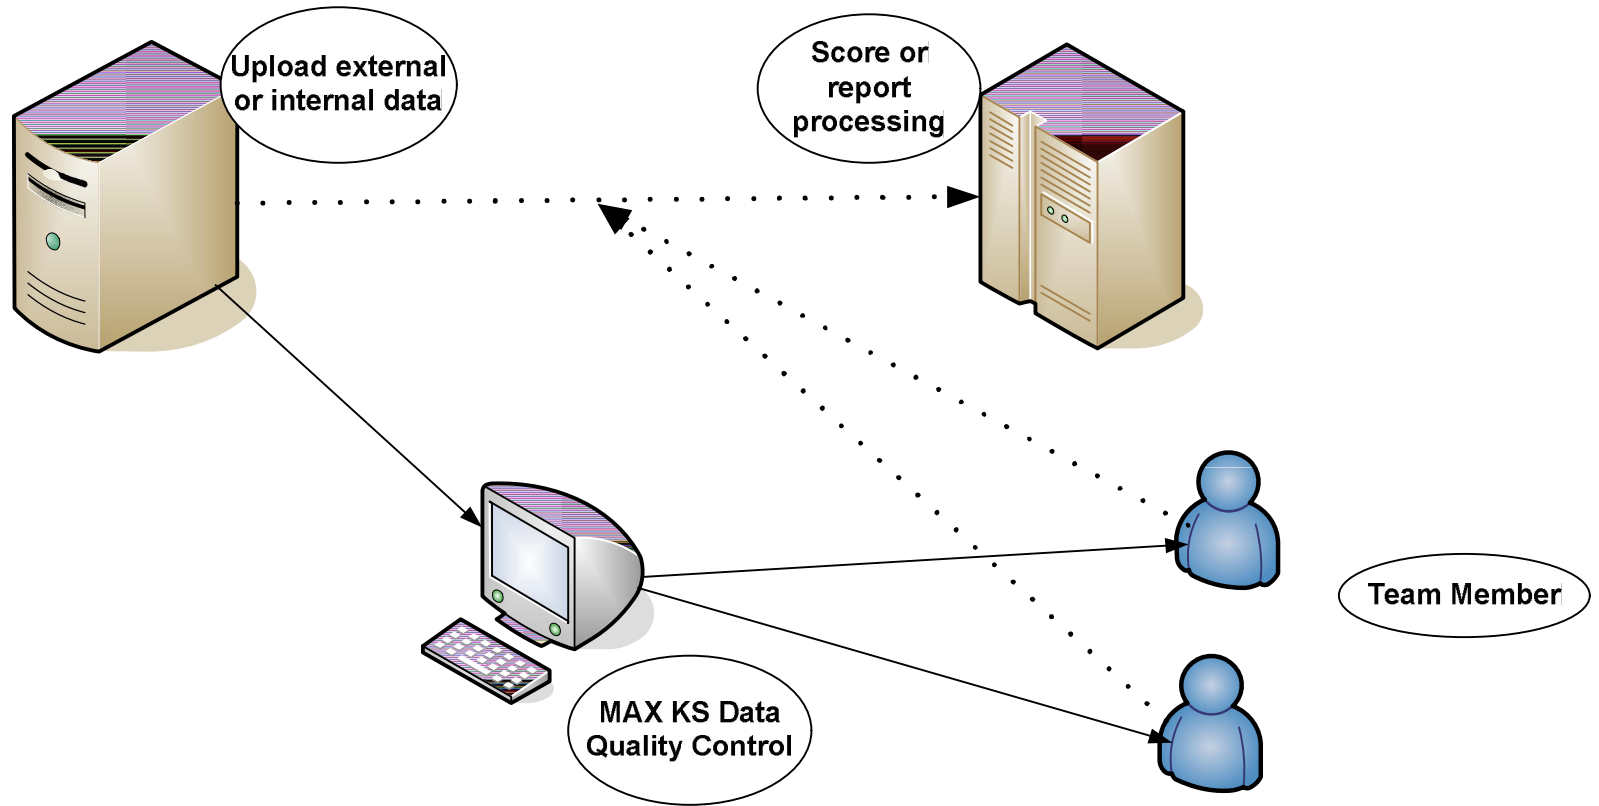 Upload external
or internal data
Score or
report
processing
Team Member
MAX KS Data
Quality Control